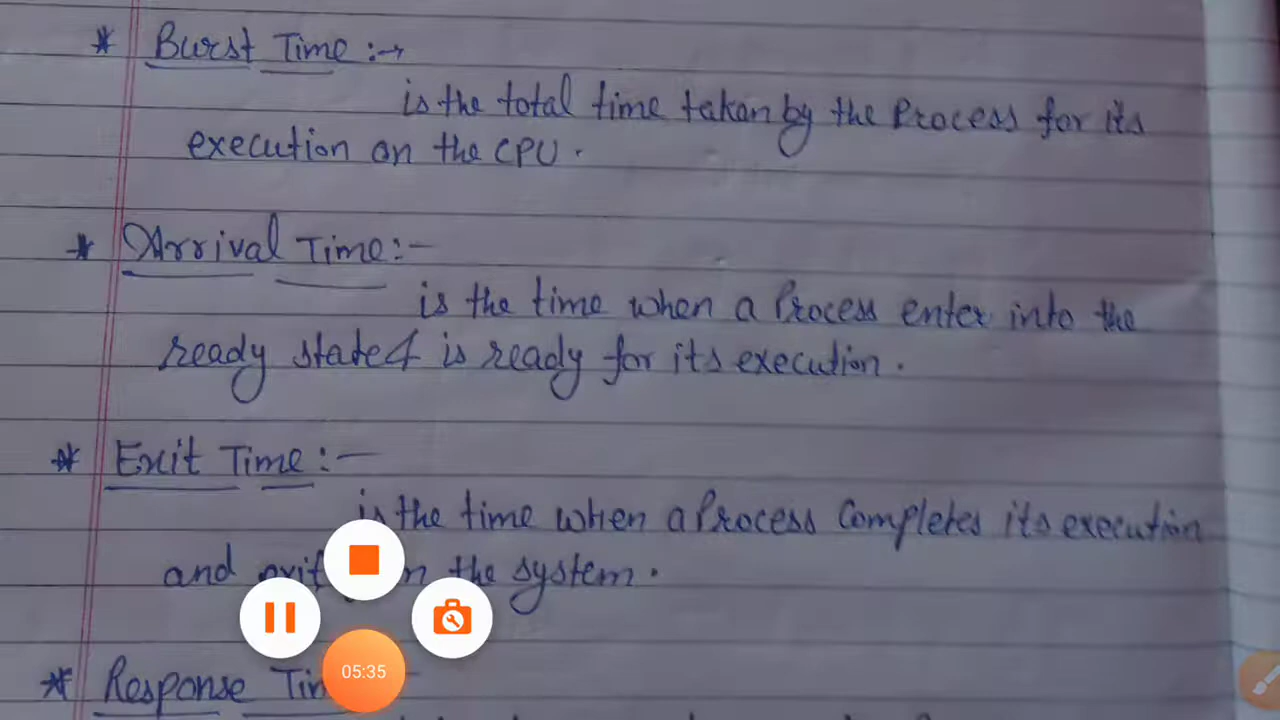 * Burst Time :→
is the total time taken by the Process for its
execution on the CPU.
* Arrival Time:-
is the time when a Process enter into the
ready state & is ready for its execution.
* Exit Time:-
is the time when a Process Completes its execution
and the system.
* Response
05:35